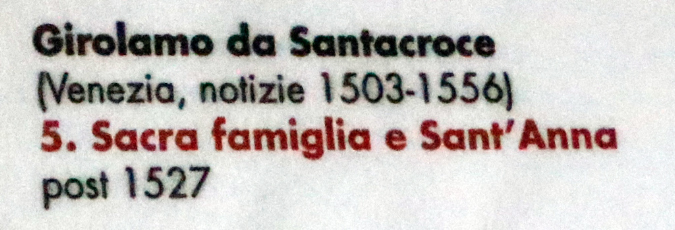 Girolamo da Santacroce
(Venezia, notizie 1503-1556)
5. Sacra famiglia e Sant'Anna
post 1527